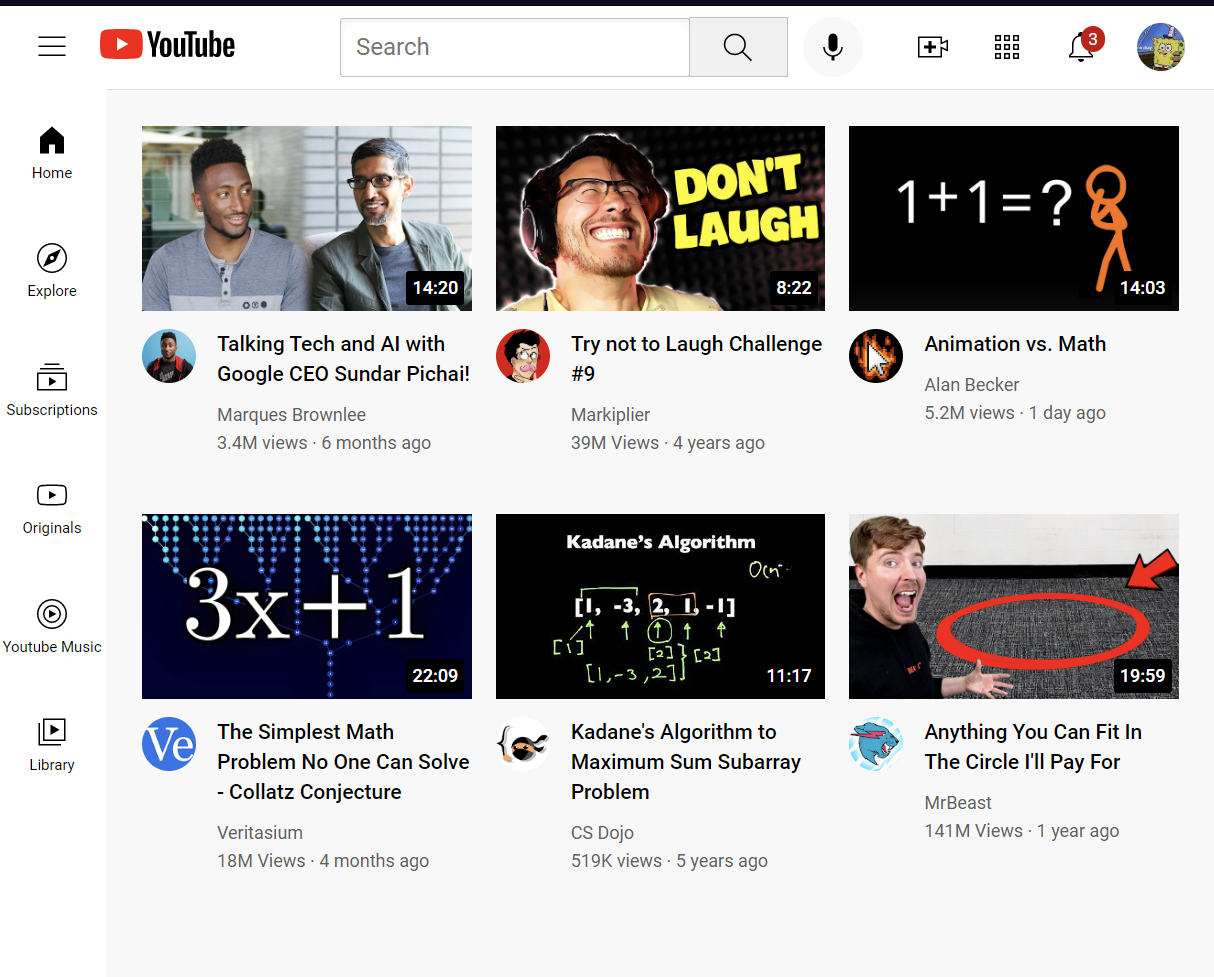 YouTube
Search
3
Home
Explore
Subscriptions
Originals
Youtube Music
Library
DON'T
LAUGH
1+1=?
14:20
8:22
14:03
Talking Tech and AI with
Google CEO Sundar Pichai!
Marques Brownlee
3.4M views · 6 months ago
Try not to Laugh Challenge
#9
Markiplier
39M Views · 4 years ago
Animation vs. Math
Alan Becker
5.2M views · 1 day ago
3x+1
22:09
Kadane's Algorithm
[1, -3, 2, 1, -1]
[1]
[2]
[2]
[1,-3,2]
11:17
19:59
Ve
The Simplest Math
Problem No One Can Solve
- Collatz Conjecture
Veritasium
18M Views · 4 months ago
Kadane's Algorithm to
Maximum Sum Subarray
Problem
CS Dojo
519K views · 5 years ago
Anything You Can Fit In
The Circle I'll Pay For
MrBeast
141M Views · 1 year ago